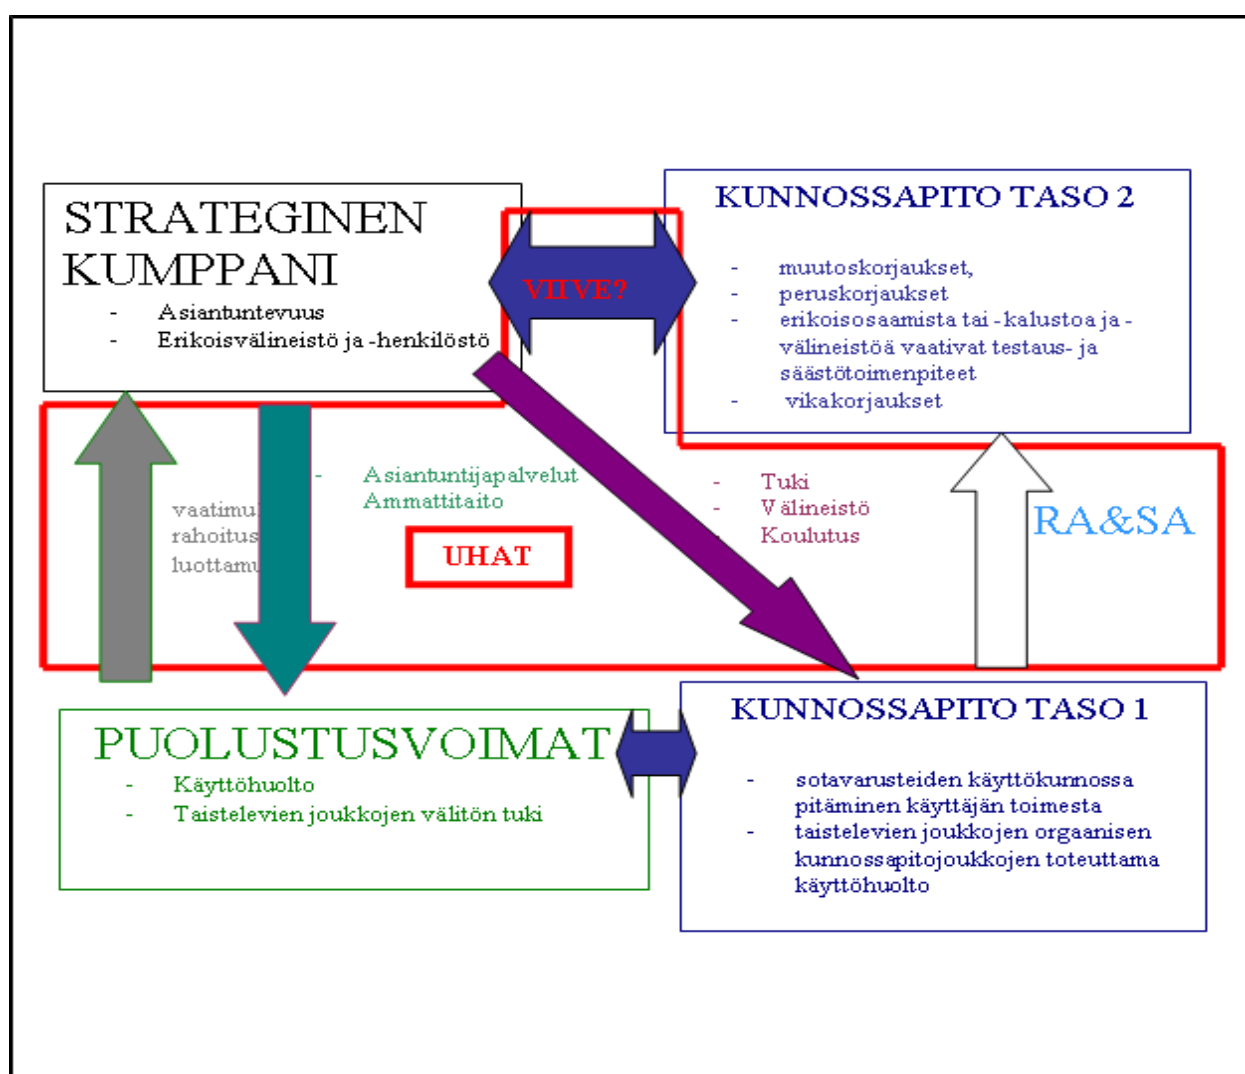 STRATEGINEN
KUMPPANI
- Asiantuntevuus
- Erikoisvälineistö ja -henkilöstö
VIIVE?
KUNNOSSAPITO TASO 2
- muutoskorjaukset,
- peruskorjaukset
- erikoisosaamista tai -kalustoa ja -
välineistöä vaativat testaus- ja
säästötoimenpiteet
- vikakorjaukset
rahoitus
- Asiantuntijapalvelut
Ammattitaito
UHAT
- Tuki
- Välineistö
- Koulutus
RA&SA
PUOLUSTUSVOIMAT
- Käyttöhuolto
- Taistelevien joukkojen välitön tuki
KUNNOSSAPITO TASO 1
- sotavarusteiden käyttökunnossa
pitäminen käyttäjän toimesta
- taistelevien joukkojen orgaanisen
kunnossapitojoukkojen toteuttama
käyttöhuolto